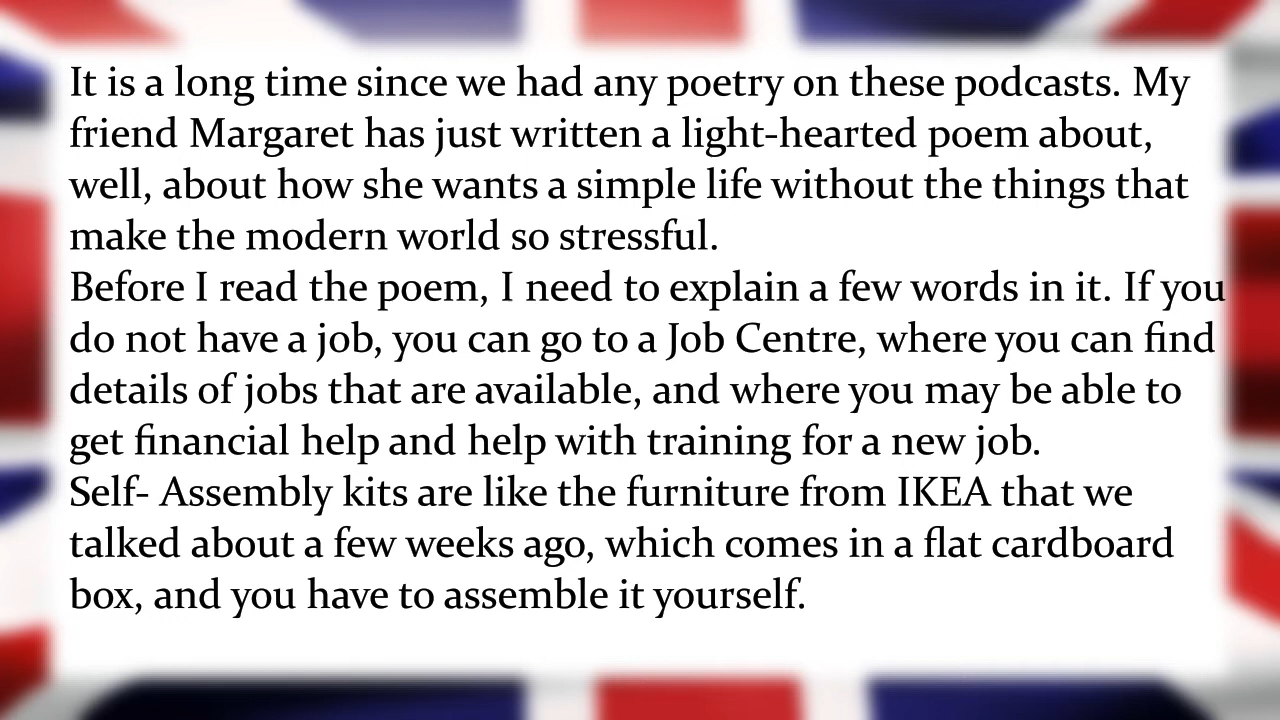 It is a long time since we had any poetry on these podcasts. My
friend Margaret has just written a light-hearted poem about,
well, about how she wants a simple life without the things that
make the modern world so stressful.
Before I read the poem, I need to explain a few words in it. If you
do not have a job, you can go to a Job Centre, where you can find
details of jobs that are available, and where you may be able to
get financial help and help with training for a new job.
Self- Assembly kits are like the furniture from IKEA that we
talked about a few weeks ago, which comes in a flat cardboard
box, and you have to assemble it yourself.